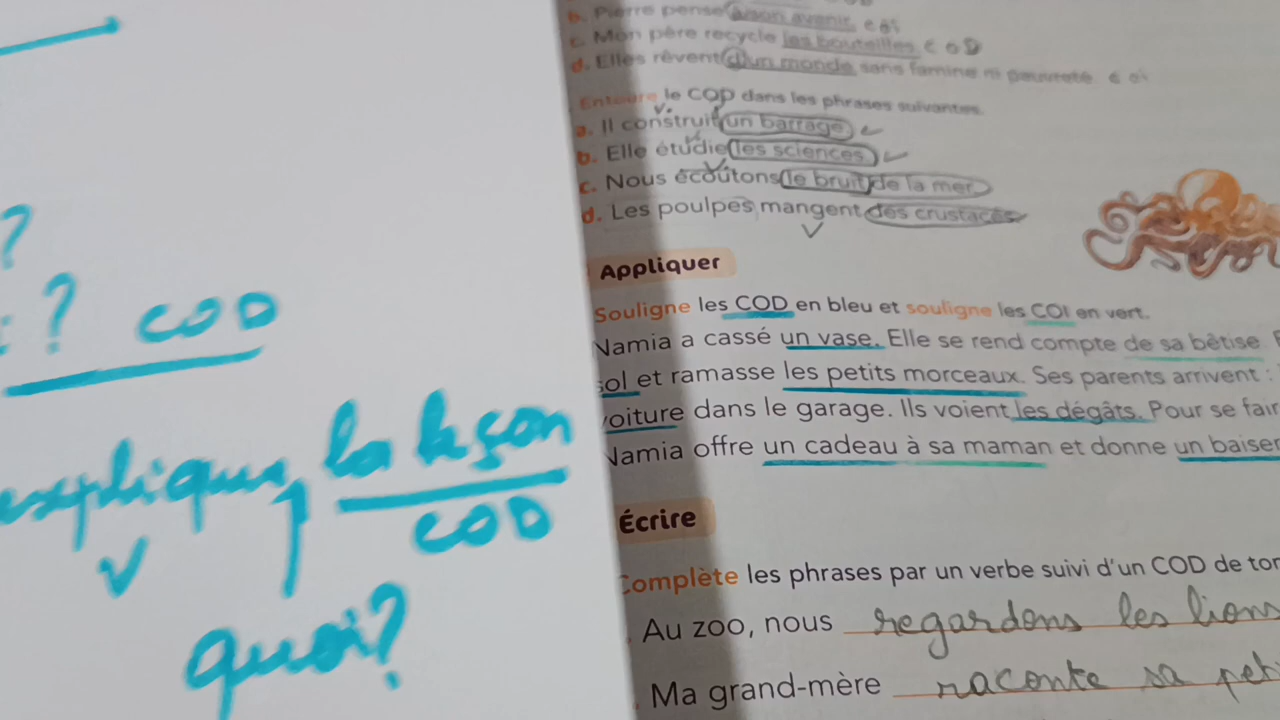 ?
? COD
explique la leçon
V COD
quoi?
b. Pierre pense à son avenir. COI
c. Mon père recycle les bouteilles. COD
d. Elles rêvent d'un monde sans famine ni pauvreté. COI
Entoure le COD dans les phrases suivantes.
a. Il construit un barrage.
b. Elle étudie les sciences.
c. Nous écoutons le bruit de la mer.
d. Les poulpes mangent des crustacés
V
Appliquer
Souligne les COD en bleu et souligne les COI en vert.
Namia a cassé un vase. Elle se rend compte de sa bêtise.
sol et ramasse les petits morceaux. Ses parents arrivent :
voiture dans le garage. Ils voient les dégâts. Pour se fair
Namia offre un cadeau à sa maman et donne un baiser
Écrire
Complète les phrases par un verbe suivi d'un COD de ton
Au zoo, nous regardons les lions
Ma grand-mère raconte sa peti